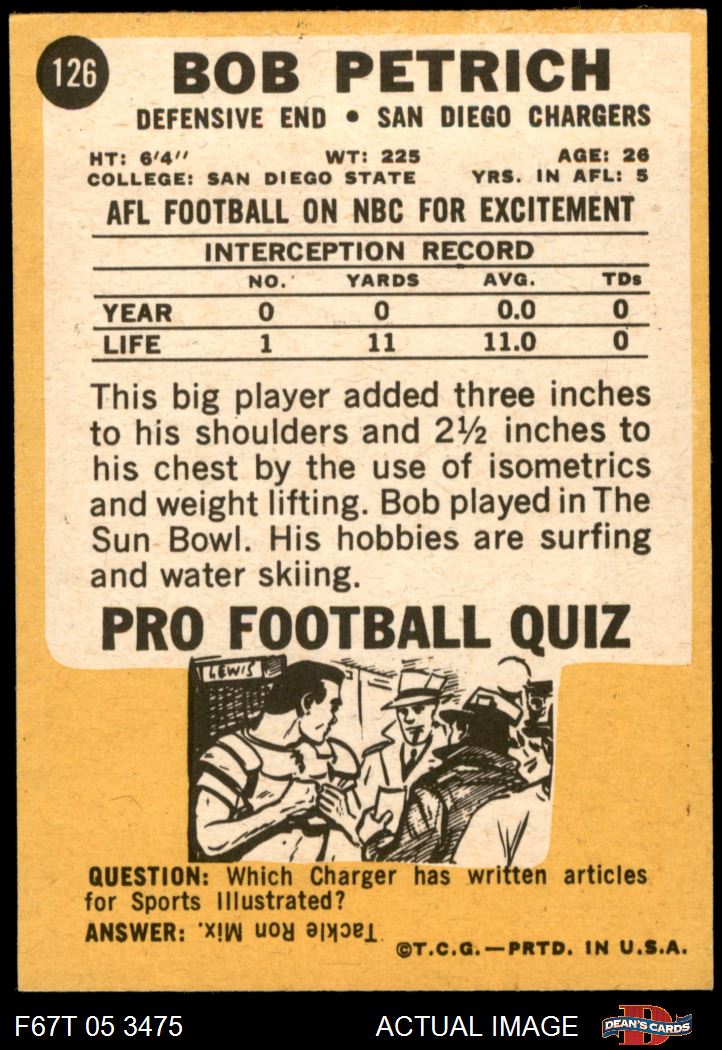 126
BOB PETRICH
DEFENSIVE END • SAN DIEGO CHARGERS
HT: 6'4" WT: 225 AGE: 26
COLLEGE: SAN DIEGO STATE YRS. IN AFL: 5
AFL FOOTBALL ON NBC FOR EXCITEMENT
INTERCEPTION RECORD
NO. YARDS AVG. TDs
YEAR 0 0 0.0 0
LIFE 1 11 11.0 0
This big player added three inches
to his shoulders and 2½ inches to
his chest by the use of isometrics
and weight lifting. Bob played in The
Sun Bowl. His hobbies are surfing
and water skiing.
PRO FOOTBALL QUIZ
LEWIS
QUESTION: Which Charger has written articles
for Sports Illustrated?
ANSWER: Tackle Ron Mix.
©T.C.G.—PRTD. IN U.S.A.
F67T 05 3475 ACTUAL IMAGE DEAN'S CARDS